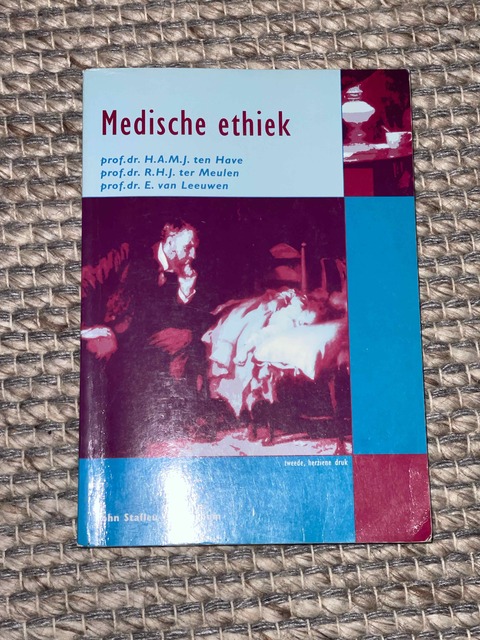 Medische ethiek
prof.dr. H.A.M.J. ten Have
prof.dr. R.H.J. ter Meulen
prof.dr. E. van Leeuwen
tweede, herziene druk